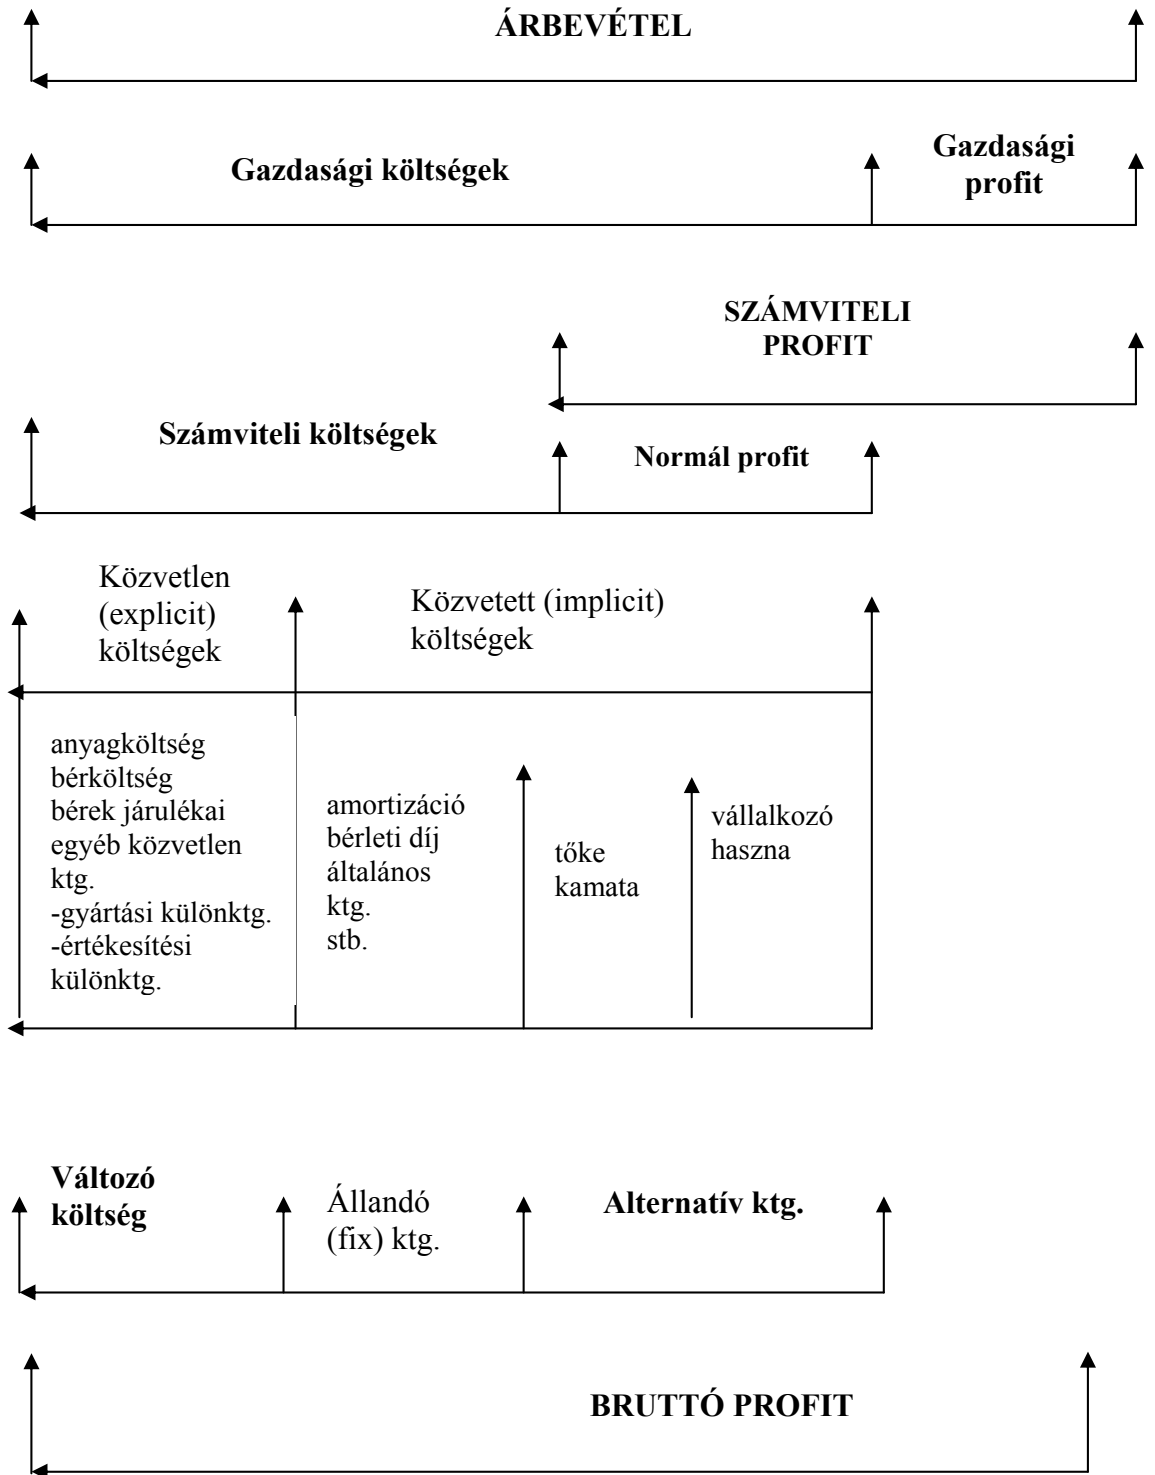 ÁRBEVÉTEL
Gazdasági költségek
Gazdasági
profit
SZÁMVITELI
PROFIT
Számviteli költségek
Normál profit
Közvetlen
(explicit)
költségek
Közvetett (implicit)
költségek
anyagköltség
bérköltség
bérek járulékai
egyéb közvetlen
ktg.
-gyártási különktg.
-értékesítési
különktg.
amortizáció
bérleti díj
általános
ktg.
stb.
tőke
kamata
vállalkozó
haszna
Változó
költség
Állandó
(fix) ktg.
Alternatív ktg.
BRUTTÓ PROFIT